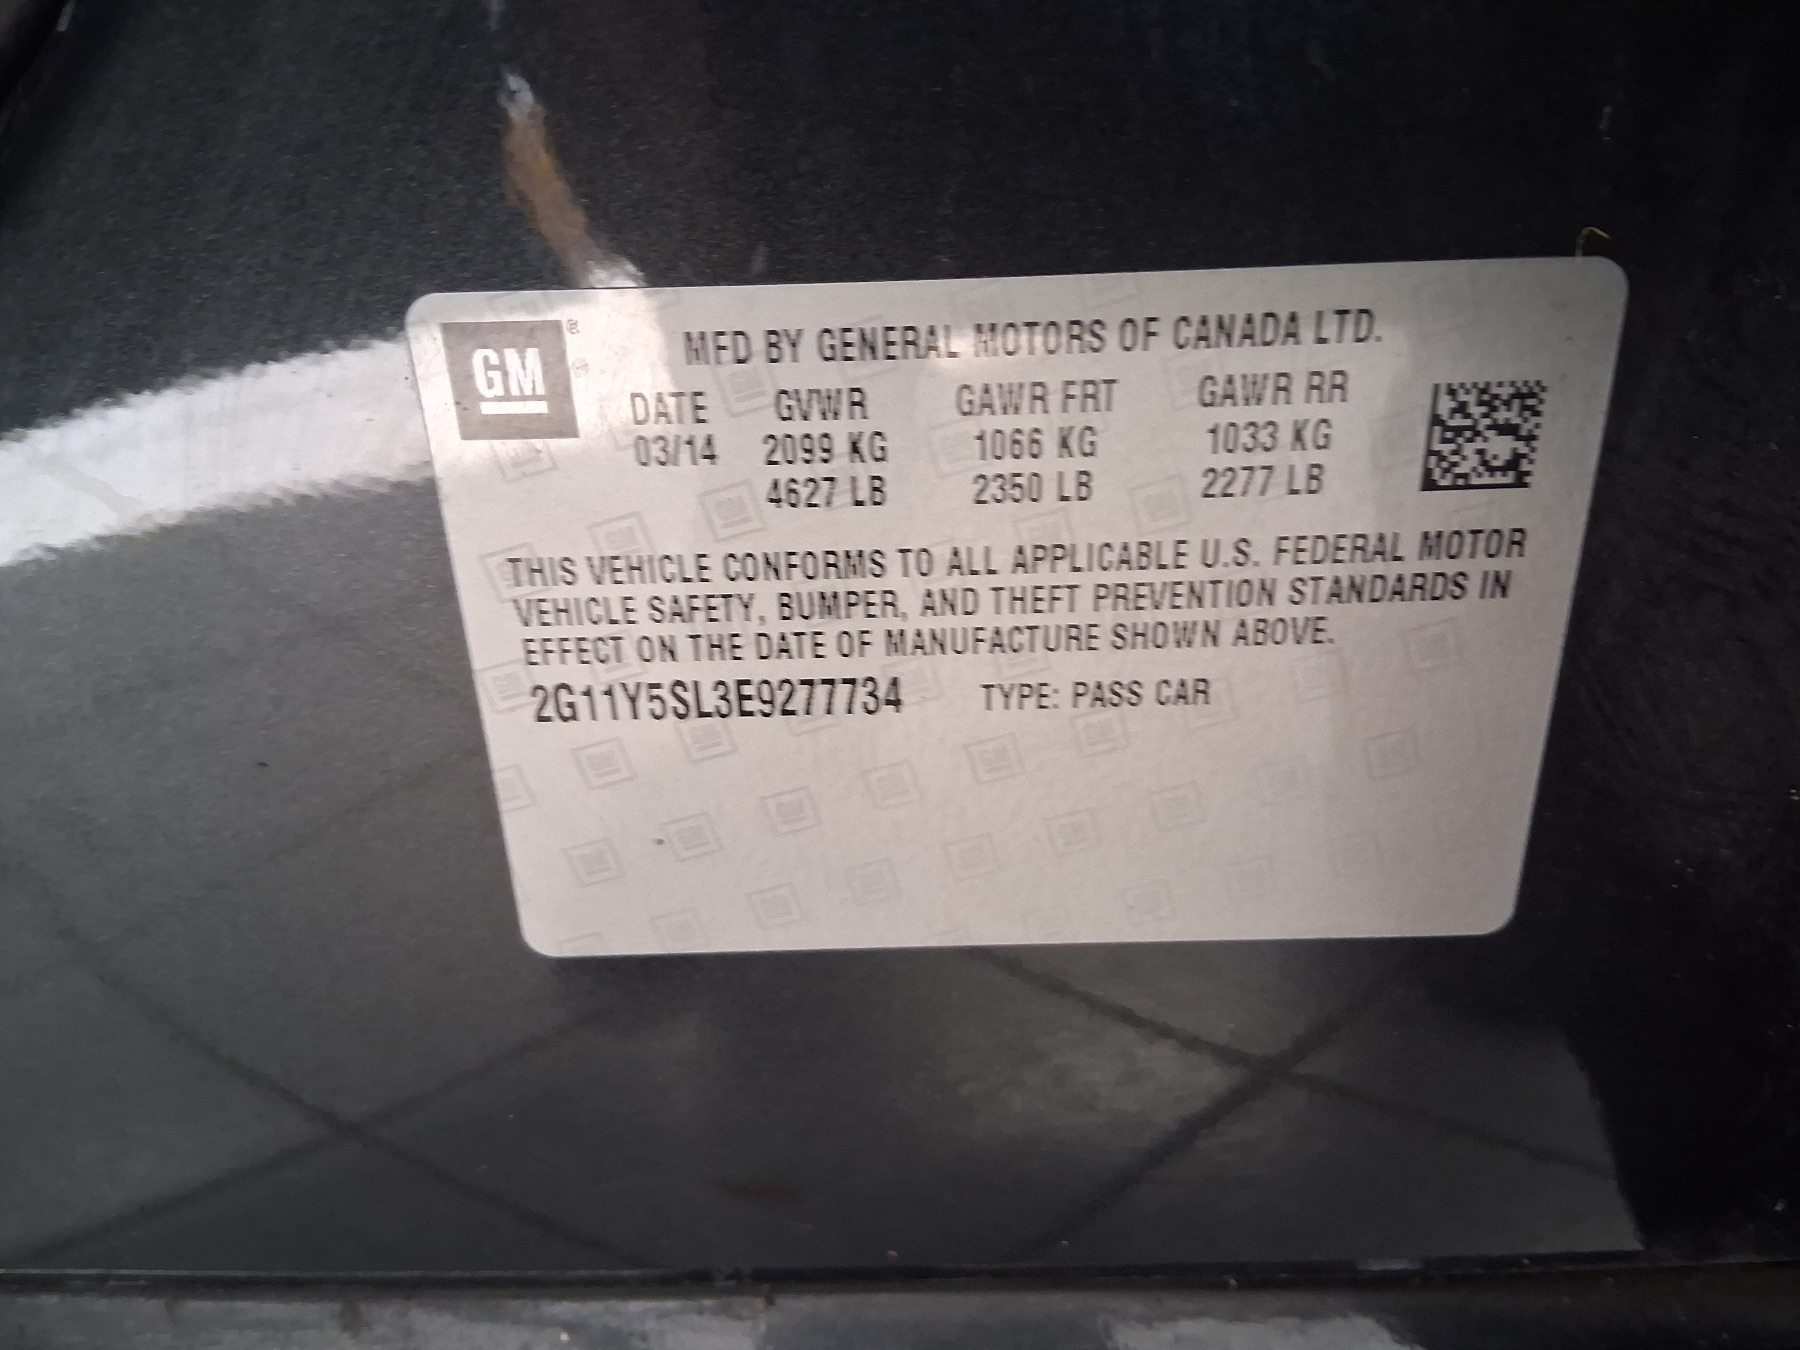 GM ®
MFD BY GENERAL MOTORS OF CANADA LTD.
DATE GVWR GAWR FRT GAWR RR
03/14 2099 KG 1066 KG 1033 KG
4627 LB 2350 LB 2277 LB
THIS VEHICLE CONFORMS TO ALL APPLICABLE U.S. FEDERAL MOTOR
VEHICLE SAFETY, BUMPER, AND THEFT PREVENTION STANDARDS IN
EFFECT ON THE DATE OF MANUFACTURE SHOWN ABOVE.
2G11Y5SL3E9277734 TYPE: PASS CAR